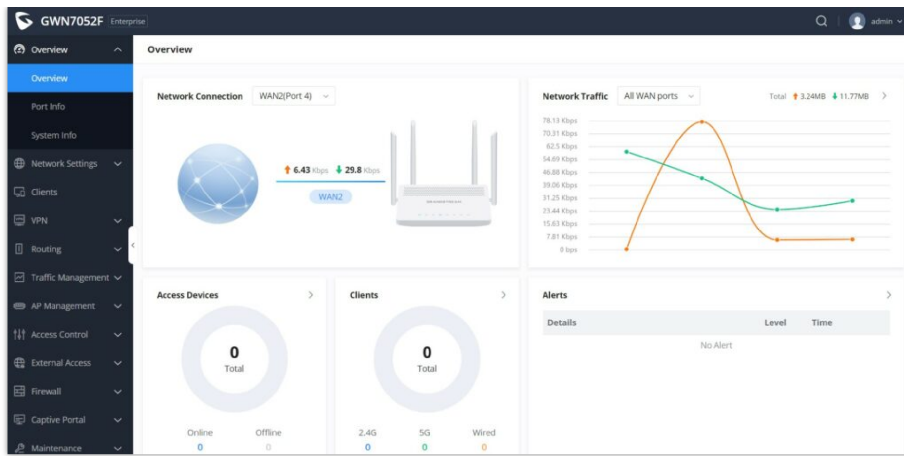 GWN7052F Enterprise
admin
Overview
Overview
Port Info
System Info
Network Settings
Clients
VPN
Routing
Traffic Management
AP Management
Access Control
External Access
Firewall
Captive Portal
Maintenance
Overview
Network Connection WAN2(Port 4)
6.43 Kbps 29.8 Kbps
WAN2
Network Traffic All WAN ports Total 3.24MB 11.77MB
78.13 Kbps
70.31 Kbps
62.5 Kbps
54.69 Kbps
46.88 Kbps
39.06 Kbps
31.25 Kbps
23.44 Kbps
15.63 Kbps
7.81 Kbps
0 bps
Access Devices
0
Total
Online Offline
0 0
Clients
0
Total
2.4G 5G Wired
0 0 0
Alerts
Details Level Time
No Alert